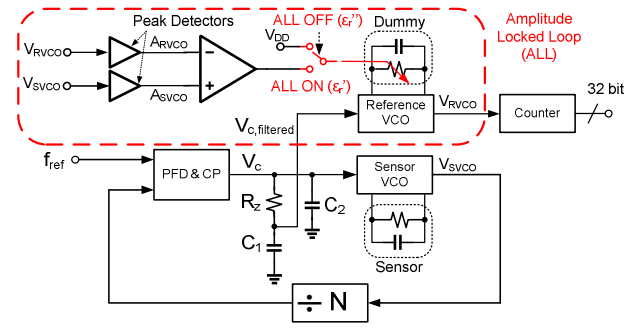 Peak Detectors
ALL OFF (εr'')
Dummy
Amplitude
Locked Loop
(ALL)
VRVCO
ARVCO
VDD
−
VSVCO
ASVCO
+
ALL ON (εr')
Reference
VCO
VRVCO
Counter
32 bit
Vc,filtered
fref
PFD & CP
Vc
Sensor
VCO
VSVCO
Rz
C2
C1
Sensor
÷ N